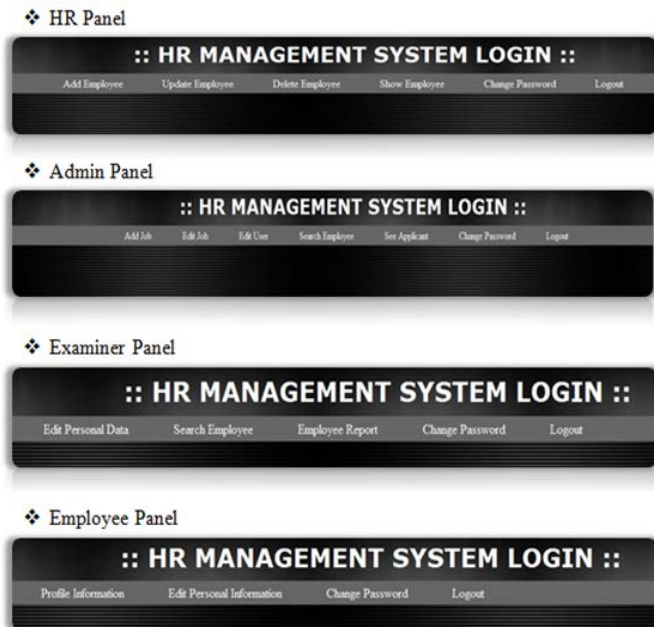 ❖ HR Panel
:: HR MANAGEMENT SYSTEM LOGIN ::
Add Employee Update Employee Delete Employee Show Employee Change Password Logout
❖ Admin Panel
:: HR MANAGEMENT SYSTEM LOGIN ::
Add Job Edit Job Edit User Search Employee See Applicant Change Password Logout
❖ Examiner Panel
:: HR MANAGEMENT SYSTEM LOGIN ::
Edit Personal Data Search Employee Employee Report Change Password Logout
❖ Employee Panel
:: HR MANAGEMENT SYSTEM LOGIN ::
Profile Information Edit Personal Information Change Password Logout